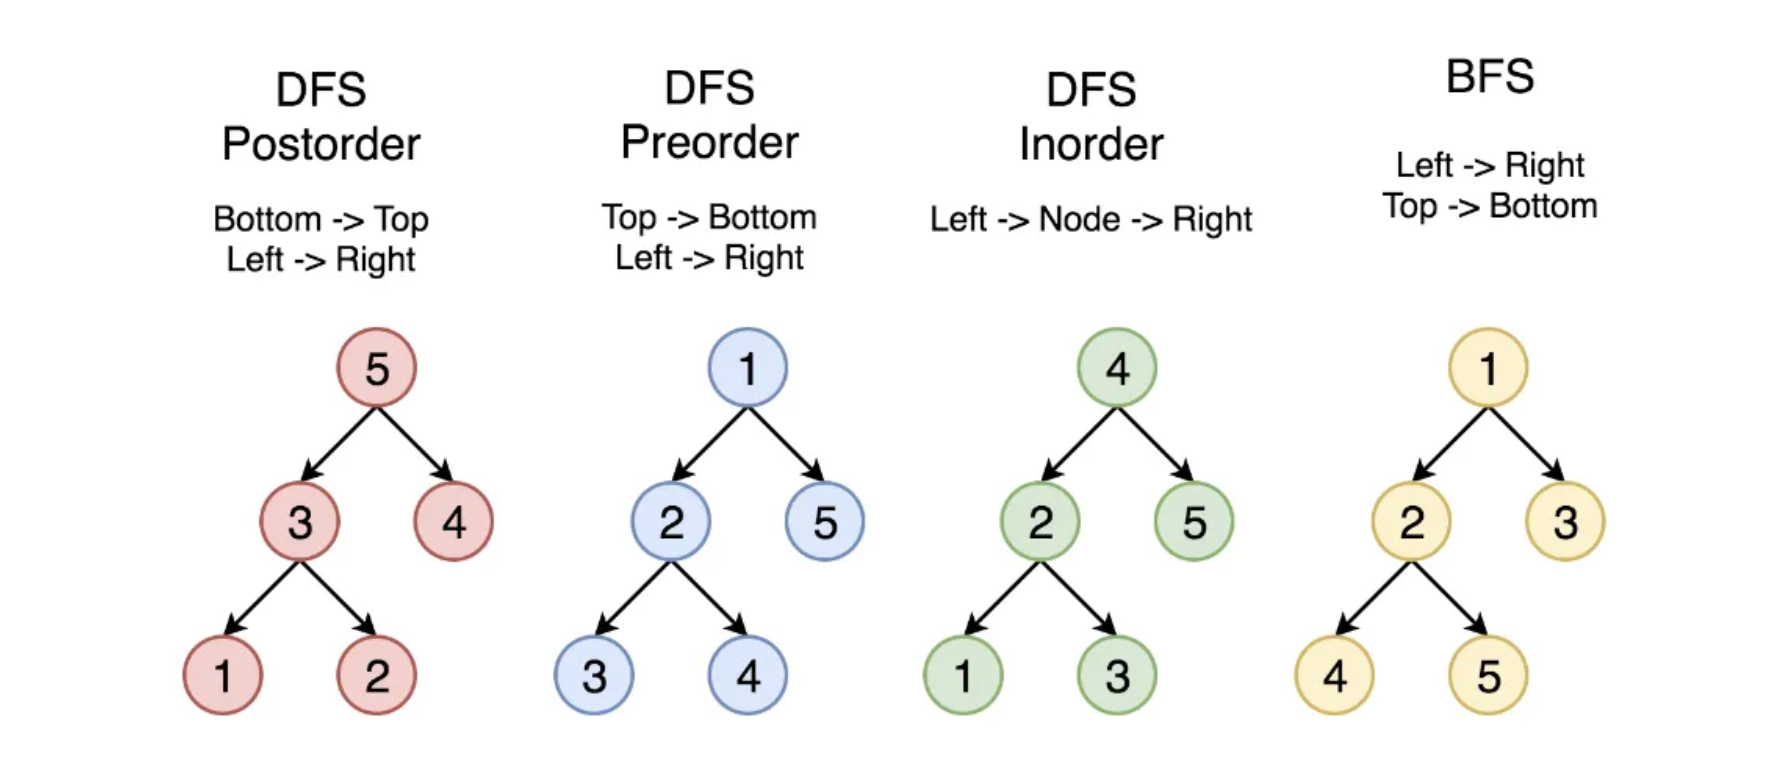 DFS
Postorder
Bottom -> Top
Left -> Right
5
3
4
1
2
DFS
Preorder
Top -> Bottom
Left -> Right
1
2
5
3
4
DFS
Inorder
Left -> Node -> Right
4
2
5
1
3
BFS
Left -> Right
Top -> Bottom
1
2
3
4
5